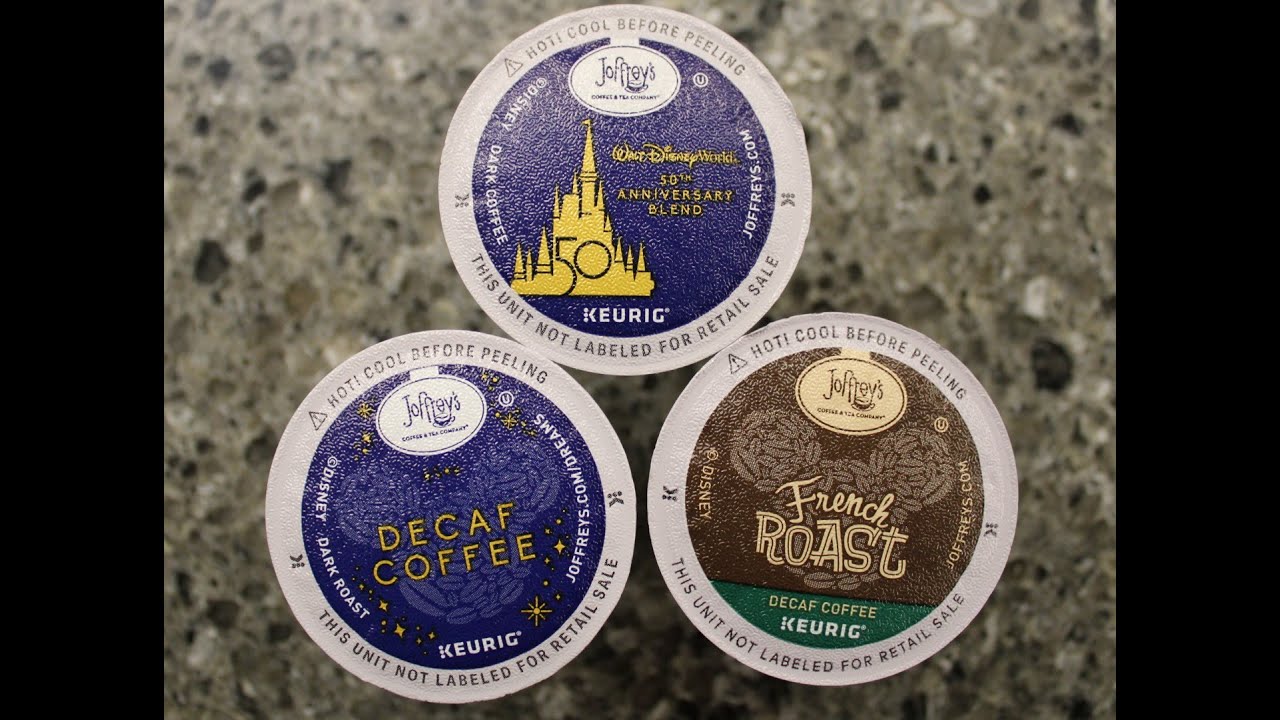 HOT! COOL BEFORE PEELING
Joffrey's
COFFEE & TEA COMPANY®
U
©DISNEY DARK COFFEE
Walt Disney World®
50TH
ANNIVERSARY
BLEND
50
JOFFREYS.COM
KEURIG®
THIS UNIT NOT LABELED FOR RETAIL SALE
HOT! COOL BEFORE PEELING
Joffrey's
COFFEE & TEA COMPANY®
U
©DISNEY DARK ROAST
DECAF
COFFEE
JOFFREYS.COM/DREAMS
KEURIG®
THIS UNIT NOT LABELED FOR RETAIL SALE
HOT! COOL BEFORE PEELING
Joffrey's
COFFEE & TEA COMPANY®
U
©DISNEY
French
ROAST
JOFFREYS.COM
DECAF COFFEE
KEURIG®
THIS UNIT NOT LABELED FOR RETAIL SALE